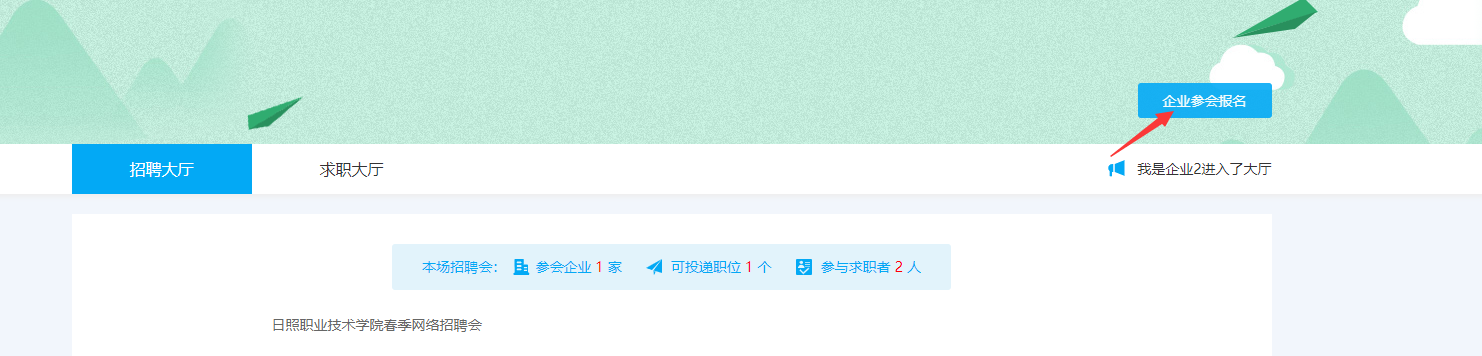 企业参会报名
招聘大厅 求职大厅 我是企业2进入了大厅
本场招聘会: 参会企业 1 家 可投递职位 1 个 参与求职者 2 人
日照职业技术学院春季网络招聘会